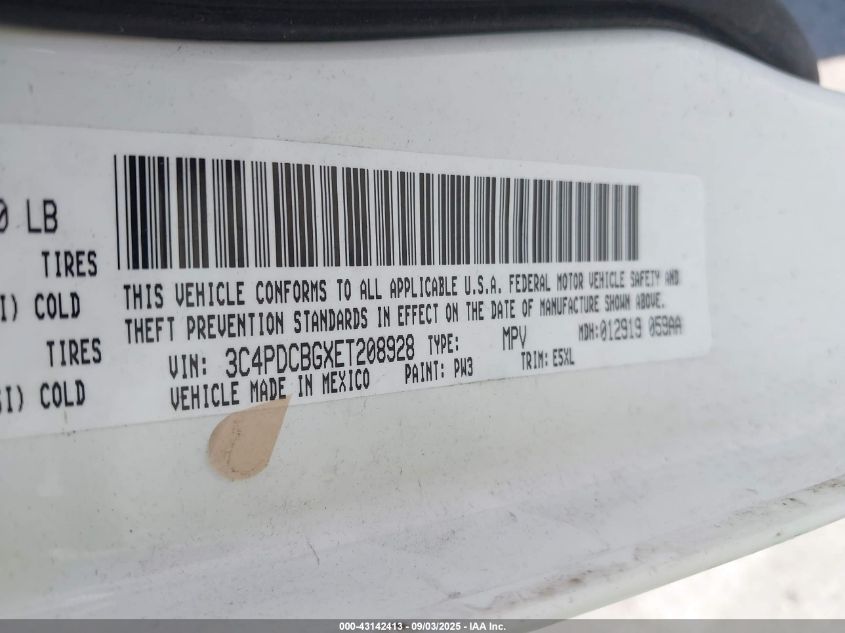 0 LB
TIRES
I) COLD
TIRES
SI) COLD
THIS VEHICLE CONFORMS TO ALL APPLICABLE U.S.A. FEDERAL MOTOR VEHICLE SAFETY AND
THEFT PREVENTION STANDARDS IN EFFECT ON THE DATE OF MANUFACTURE SHOWN ABOVE.
VIN: 3C4PDCBGXET208928 TYPE: MPV MDH:012919 059AA
VEHICLE MADE IN MEXICO PAINT: PW3 TRIM: E5XL
000-43142413 - 09/03/2025 - IAA Inc.